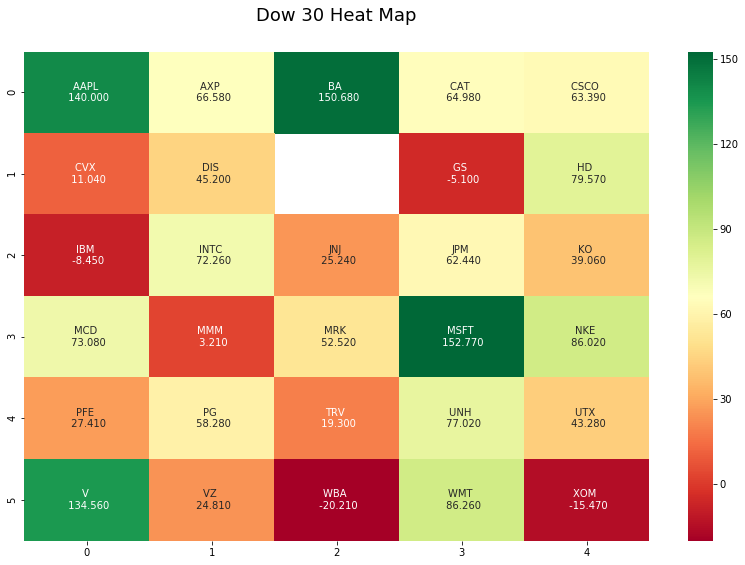 Dow 30 Heat Map
AAPL AXP BA CAT CSCO
140.000 66.580 150.680 64.980 63.390
0
CVX DIS GS HD
11.040 45.200 -5.100 79.570
1
IBM INTC JNJ JPM KO
-8.450 72.260 25.240 62.440 39.060
2
MCD MMM MRK MSFT NKE
73.080 3.210 52.520 152.770 86.020
3
PFE PG TRV UNH UTX
27.410 58.280 19.300 77.020 43.280
4
V VZ WBA WMT XOM
134.560 24.810 -20.210 86.260 -15.470
5
0 1 2 3 4
150
120
90
60
30
0